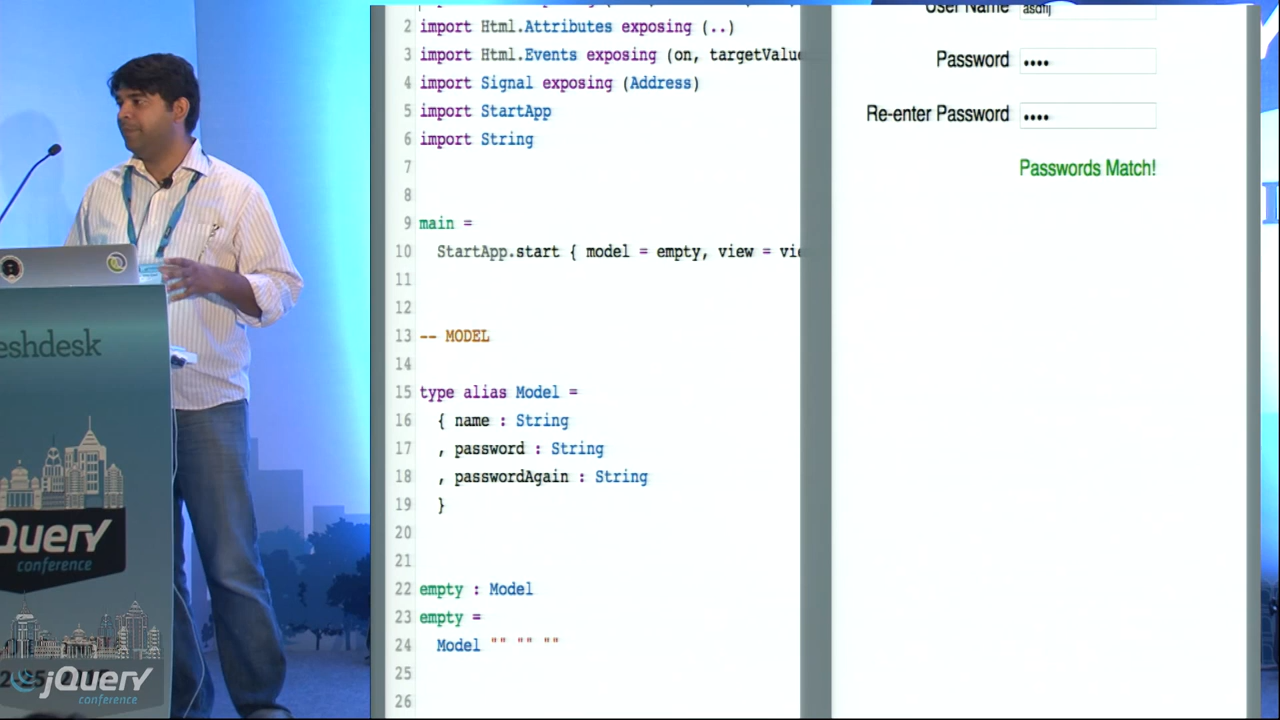 eshdesk
Query
conference
jQuery
conference
2 import Html.Attributes exposing (..)
3 import Html.Events exposing (on, targetValue
4 import Signal exposing (Address)
5 import StartApp
6 import String
7
8
9 main =
10 StartApp.start { model = empty, view = vie
11
12
13 -- MODEL
14
15 type alias Model =
16 { name : String
17 , password : String
18 , passwordAgain : String
19 }
20
21
22 empty : Model
23 empty =
24 Model "" "" ""
25
26
User Name
Password ••••
Re-enter Password ••••
Passwords Match!